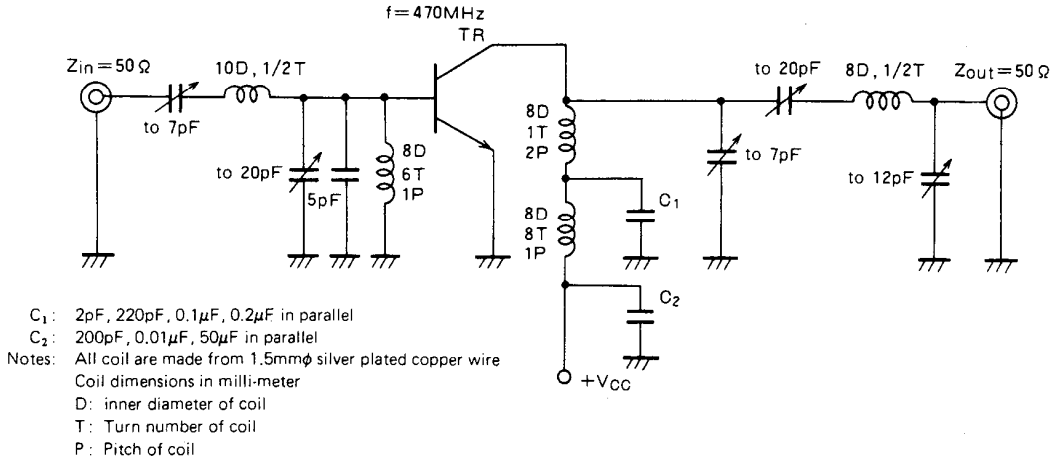 f=470MHz
TR
Zin=50Ω
10D, 1/2T
to 7pF
to 20pF
5pF
8D
6T
1P
8D
1T
2P
8D
8T
1P
C₁
C₂
+VCC
to 20pF
8D, 1/2T
Zout=50Ω
to 7pF
to 12pF
C₁: 2pF, 220pF, 0.1μF, 0.2μF in parallel
C₂: 200pF, 0.01μF, 50μF in parallel
Notes: All coil are made from 1.5mmϕ silver plated copper wire
Coil dimensions in milli-meter
D: inner diameter of coil
T: Turn number of coil
P: Pitch of coil